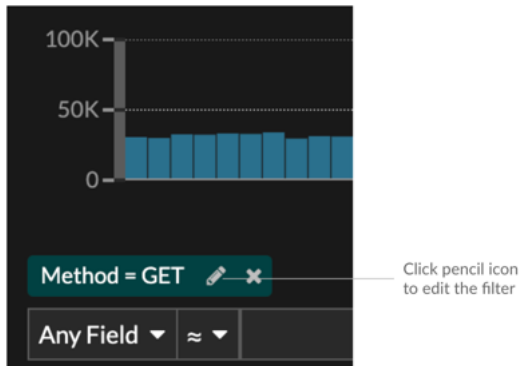 100K
50K
0
Method = GET
Click pencil icon
to edit the filter
Any Field ≈